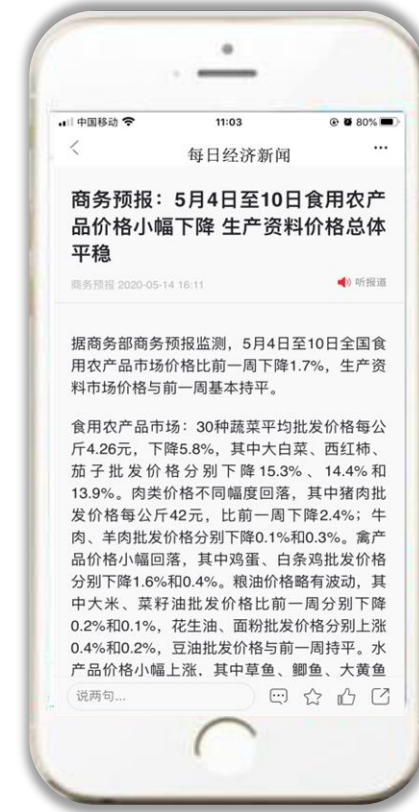 中国移动 11:03 80%
每日经济新闻
商务预报：5月4日至10日食用农产
品价格小幅下降 生产资料价格总体
平稳
商务预报 2020-05-14 16:11 听报道
据商务部商务预报监测，5月4日至10日全国食
用农产品市场价格比前一周下降1.7%，生产资
料市场价格与前一周基本持平。
食用农产品市场：30种蔬菜平均批发价格每公
斤4.26元，下降5.8%，其中大白菜、西红柿、
茄子批发价格分别下降15.3%、14.4%和
13.9%。肉类价格不同幅度回落，其中猪肉批
发价格每公斤42元，比前一周下降2.4%；牛
肉、羊肉批发价格分别下降0.1%和0.3%。禽产
品价格小幅回落，其中鸡蛋、白条鸡批发价格
分别下降1.6%和0.4%。粮油价格略有波动，其
中大米、菜籽油批发价格比前一周分别下降
0.2%和0.1%，花生油、面粉批发价格分别上涨
0.4%和0.2%，豆油批发价格与前一周持平。水
产品价格小幅上涨，其中草鱼、鲫鱼、大黄鱼
说两句...